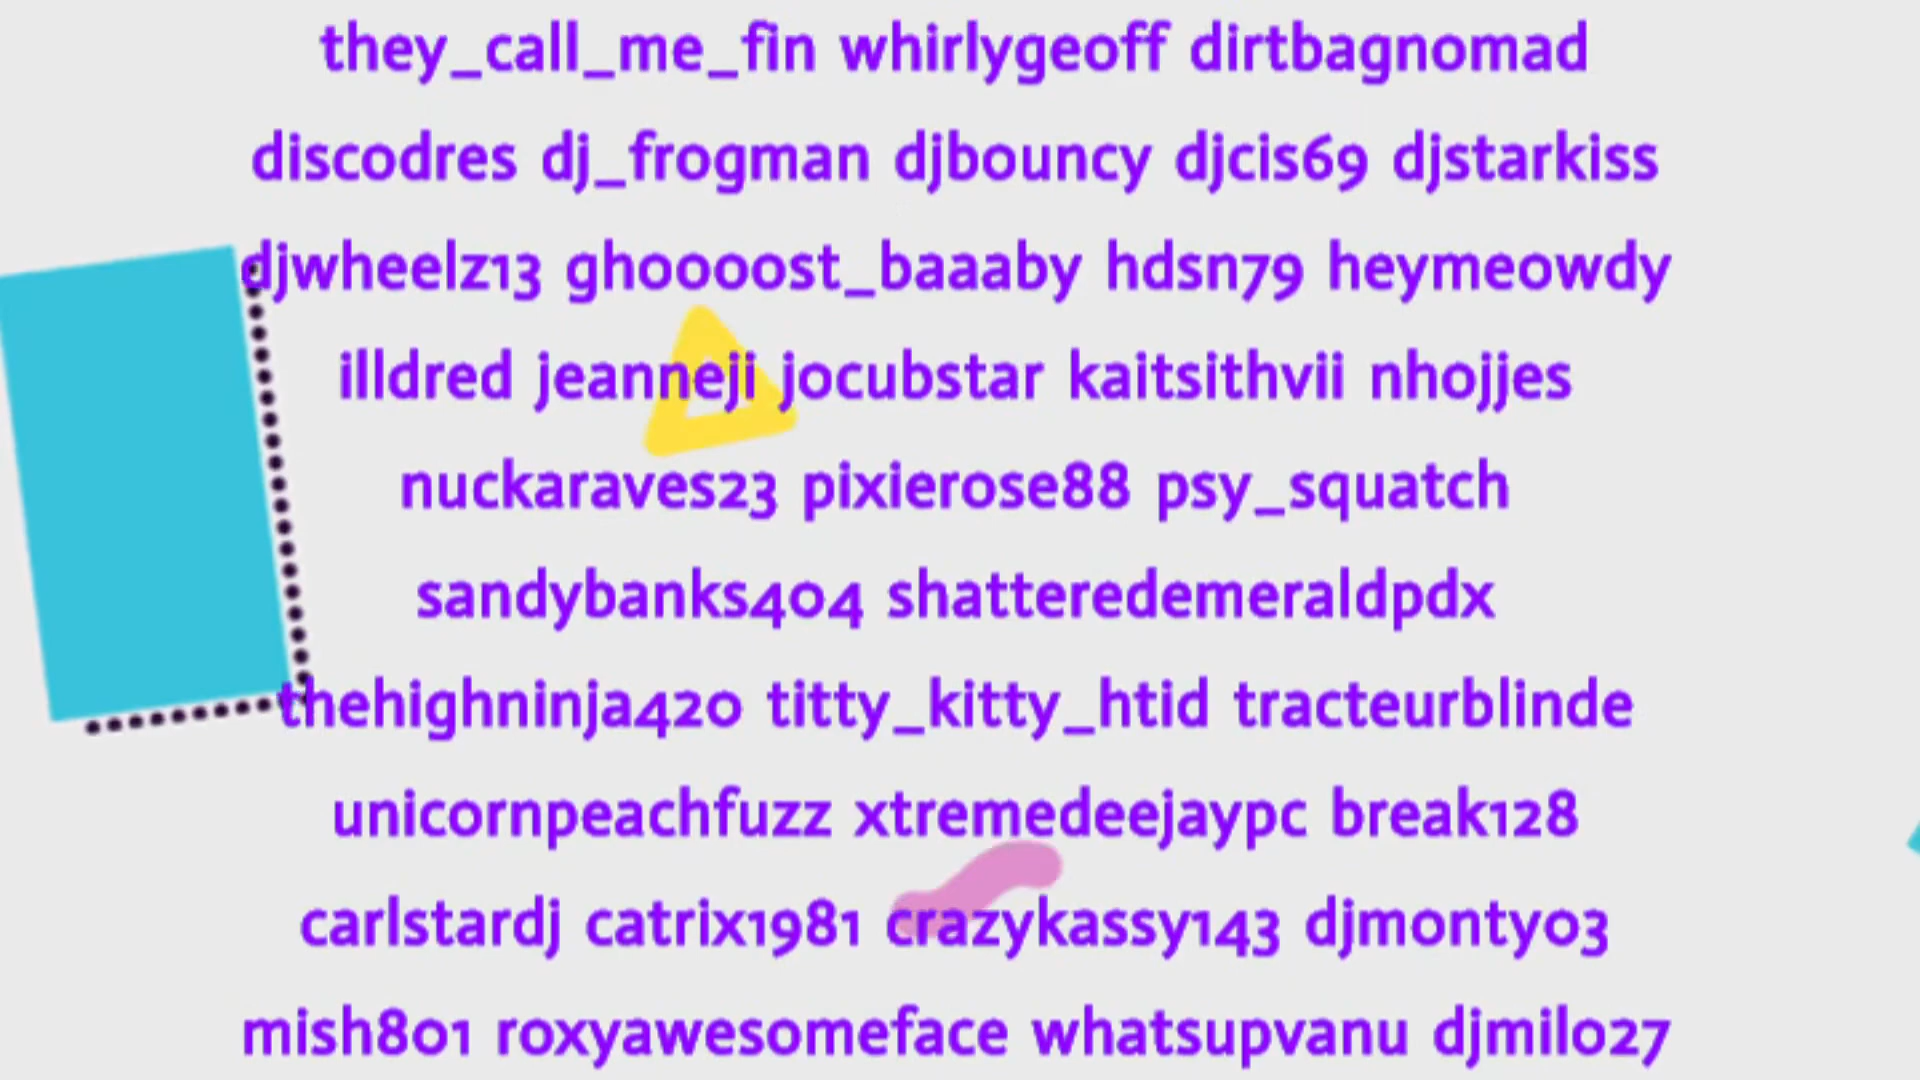 they_call_me_fin whirlygeoff dirtbagnomad
discodres dj_frogman djbouncy djcis69 djstarkiss
djwheelz13 ghoooost_baaaby hdsn79 heymeowdy
illdred jeanneji jocubstar kaitsithvii nhojjes
nuckaraves23 pixierose88 psy_squatch
sandybanks404 shatteredemeraldpdx
thehighninja420 titty_kitty_htid tracteurblinde
unicornpeachfuzz xtremedeejaypc break128
carlstardj catrix1981 crazykassy143 djmonty03
mish801 roxyawesomeface whatsupvanu djmilo27